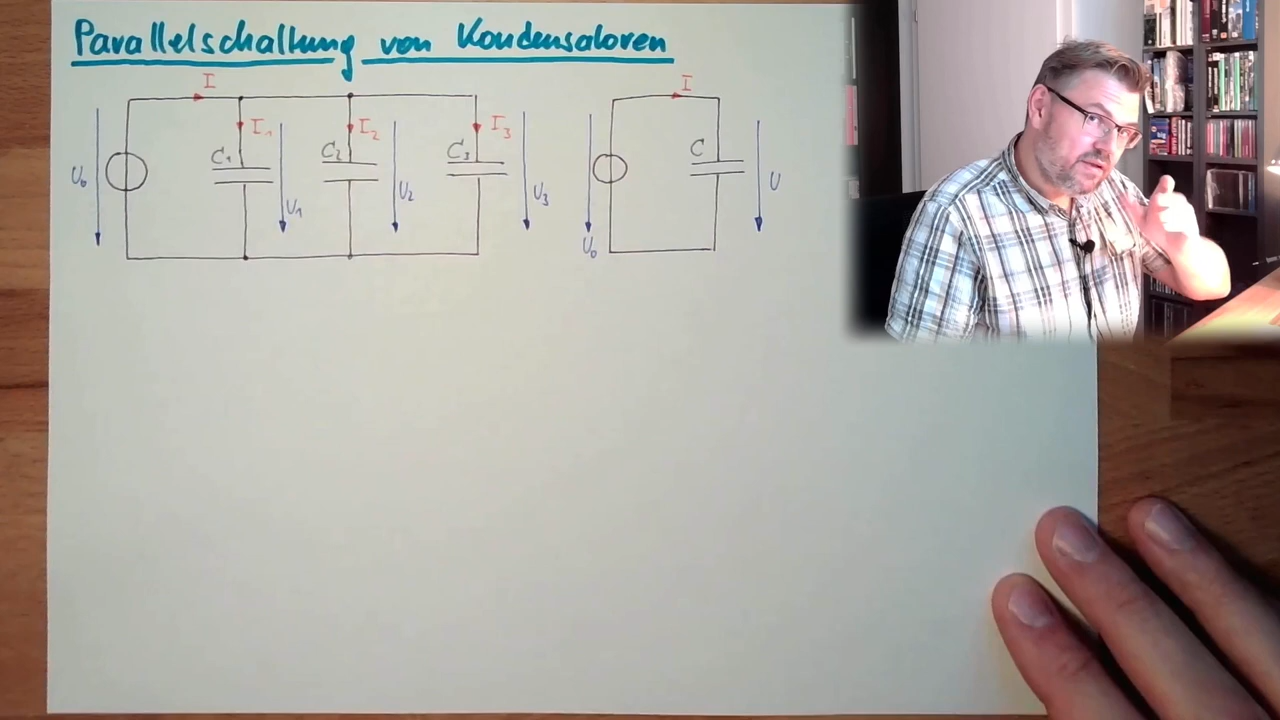 Parallelschaltung von Kondensatoren
I
I
I₁
I₂
I₃
C₁
C₂
C₃
C
U₀
U₁
U₂
U₃
U₀
U